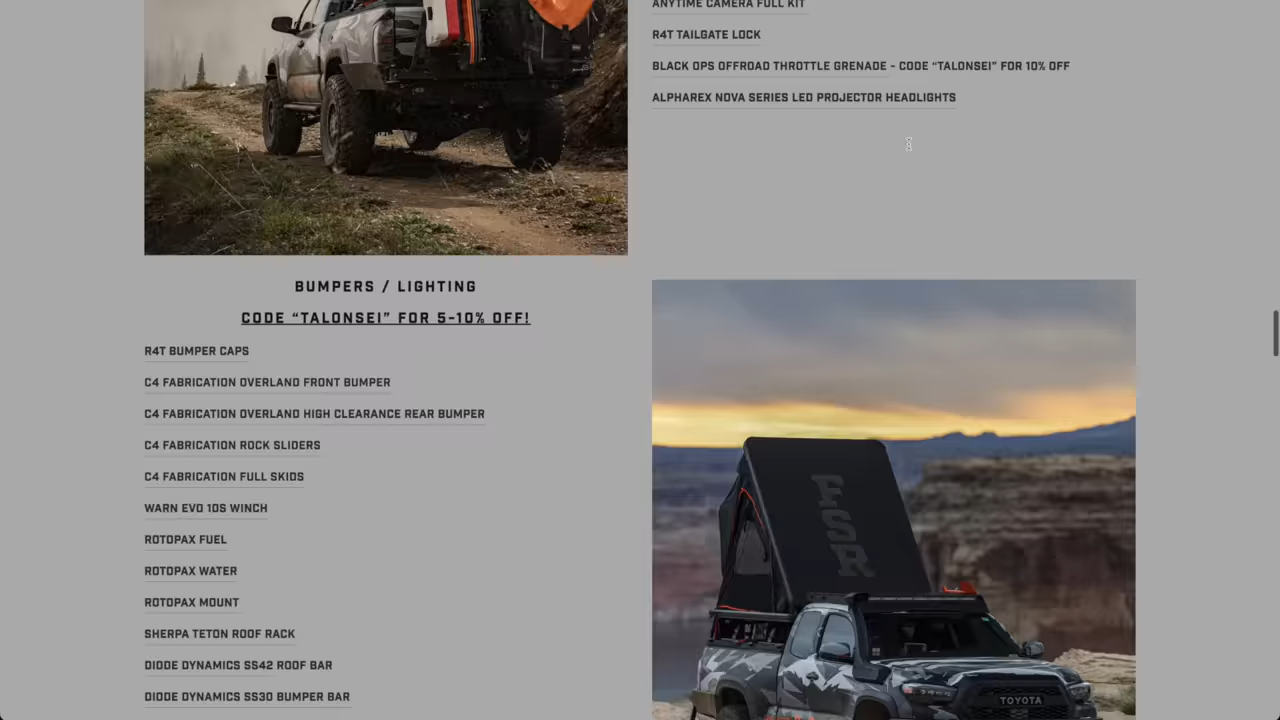 ANYTIME CAMERA FULL KIT
R4T TAILGATE LOCK
BLACK OPS OFFROAD THROTTLE GRENADE - CODE “TALONSEI” FOR 10% OFF
ALPHAREX NOVA SERIES LED PROJECTOR HEADLIGHTS
BUMPERS / LIGHTING
CODE “TALONSEI” FOR 5-10% OFF!
R4T BUMPER CAPS
C4 FABRICATION OVERLAND FRONT BUMPER
C4 FABRICATION OVERLAND HIGH CLEARANCE REAR BUMPER
C4 FABRICATION ROCK SLIDERS
C4 FABRICATION FULL SKIDS
WARN EVO 10S WINCH
ROTOPAX FUEL
ROTOPAX WATER
ROTOPAX MOUNT
SHERPA TETON ROOF RACK
DIODE DYNAMICS SS42 ROOF BAR
DIODE DYNAMICS SS30 BUMPER BAR
FSR
TOYOTA